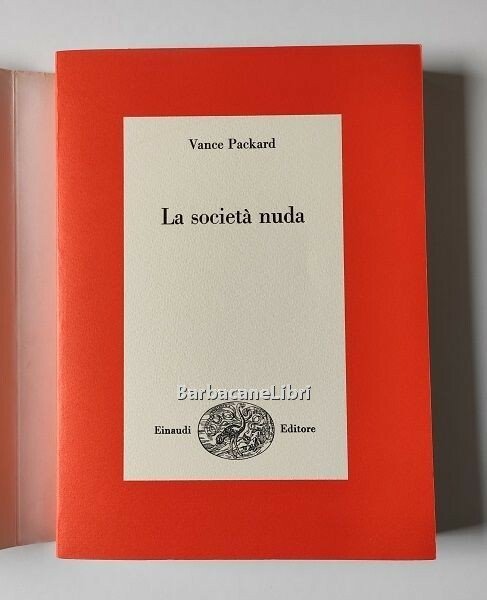 Vance Packard
La società nuda
BarbacaneLibri
Einaudi Editore